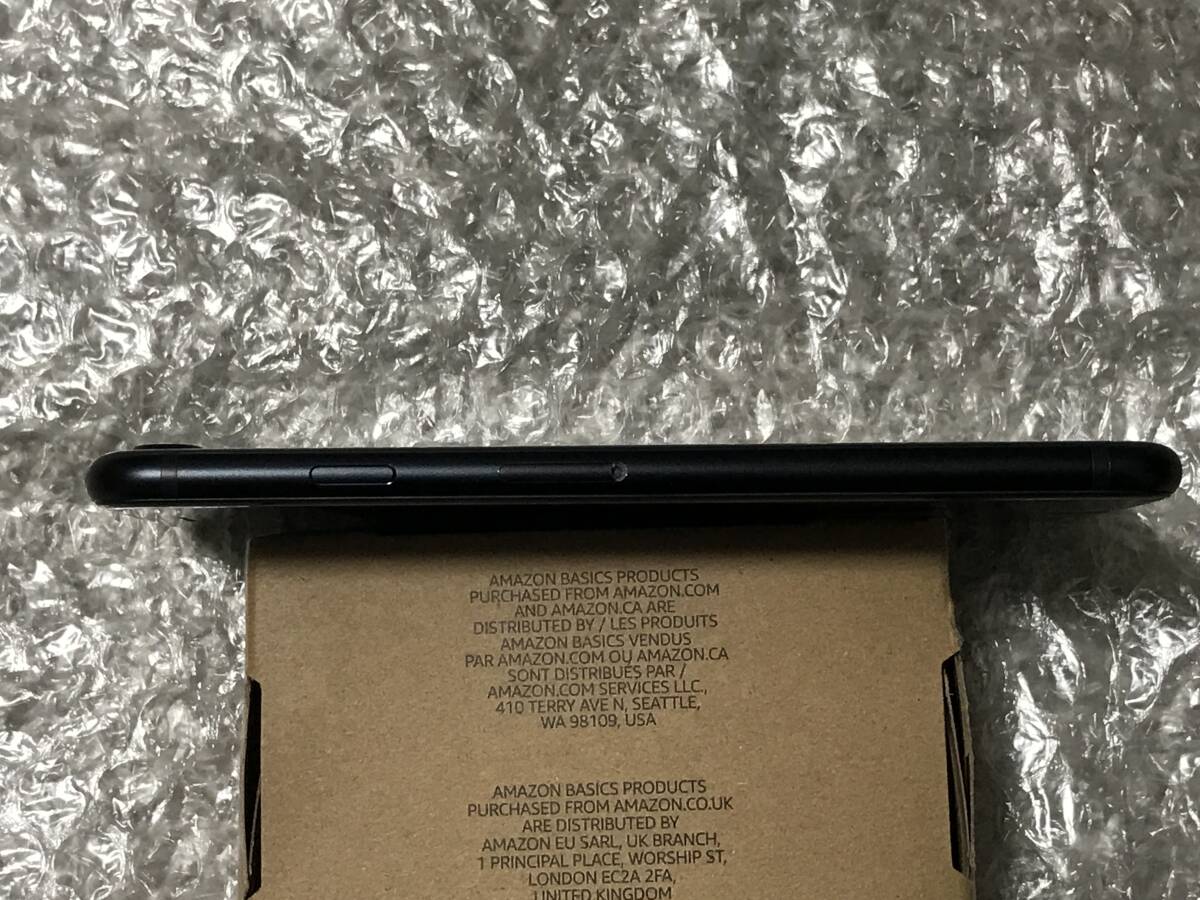 AMAZON BASICS PRODUCTS
PURCHASED FROM AMAZON.COM
AND AMAZON.CA ARE
DISTRIBUTED BY / LES PRODUITS
AMAZON BASICS VENDUS
PAR AMAZON.COM OU AMAZON.CA
SONT DISTRIBUÉS PAR /
AMAZON.COM SERVICES LLC.,
410 TERRY AVE N, SEATTLE,
WA 98109, USA
AMAZON BASICS PRODUCTS
PURCHASED FROM AMAZON.CO.UK
ARE DISTRIBUTED BY
AMAZON EU SARL, UK BRANCH,
1 PRINCIPAL PLACE, WORSHIP ST,
LONDON EC2A 2FA,
UNITED KINGDOM